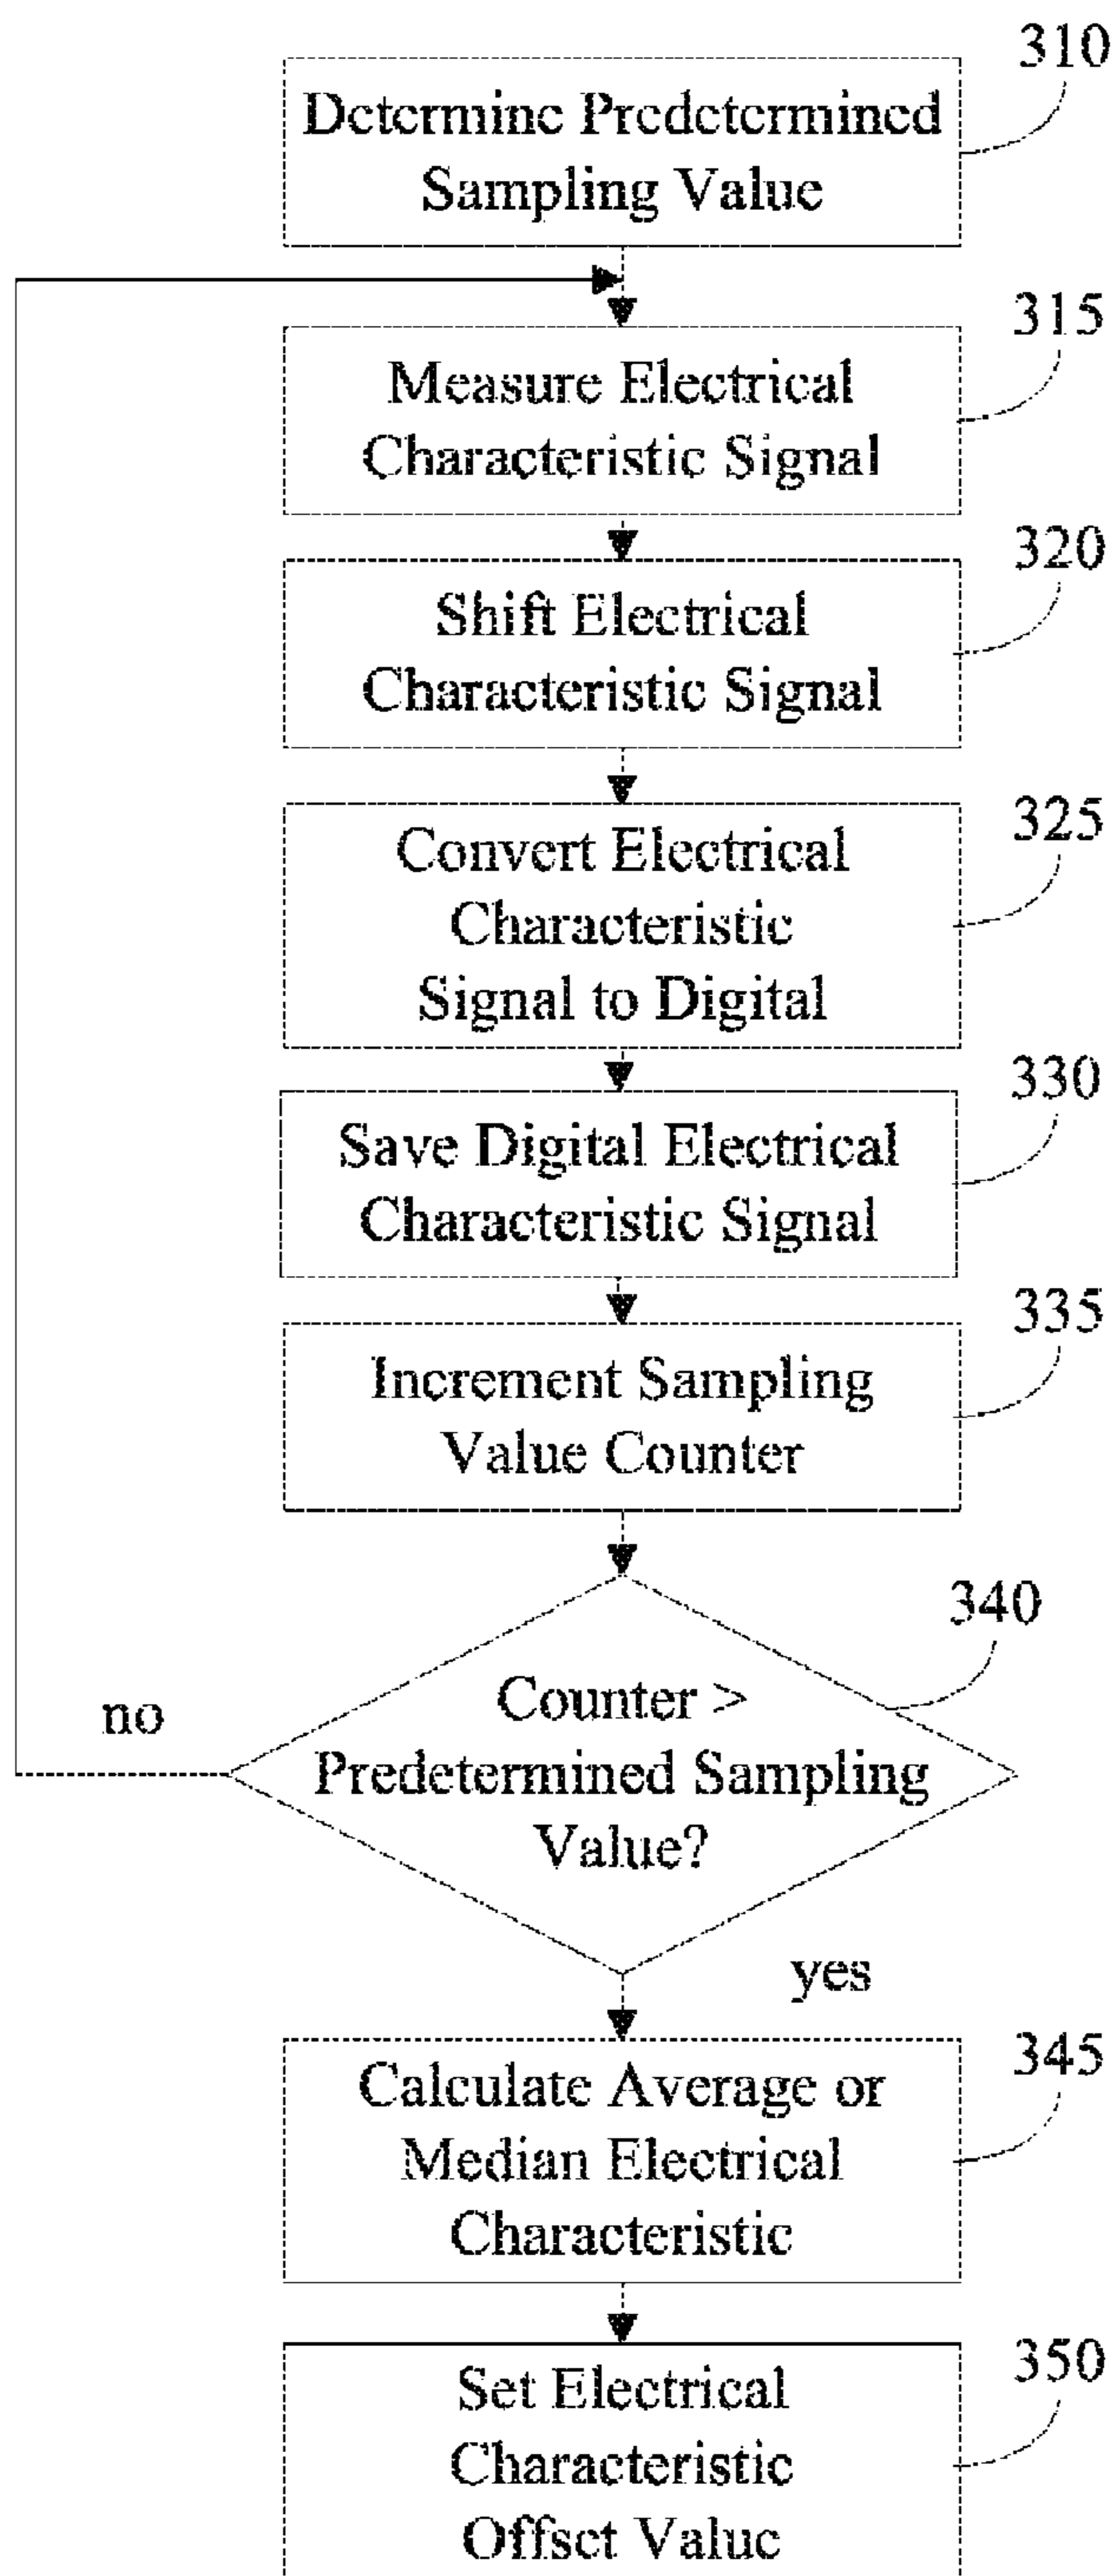 310
Determine Predetermined
Sampling Value
315
Measure Electrical
Characteristic Signal
320
Shift Electrical
Characteristic Signal
325
Convert Electrical
Characteristic
Signal to Digital
330
Save Digital Electrical
Characteristic Signal
335
Increment Sampling
Value Counter
340
Counter >
Predetermined Sampling
Value?
no
yes
345
Calculate Average or
Median Electrical
Characteristic
350
Set Electrical
Characteristic
Offset Value